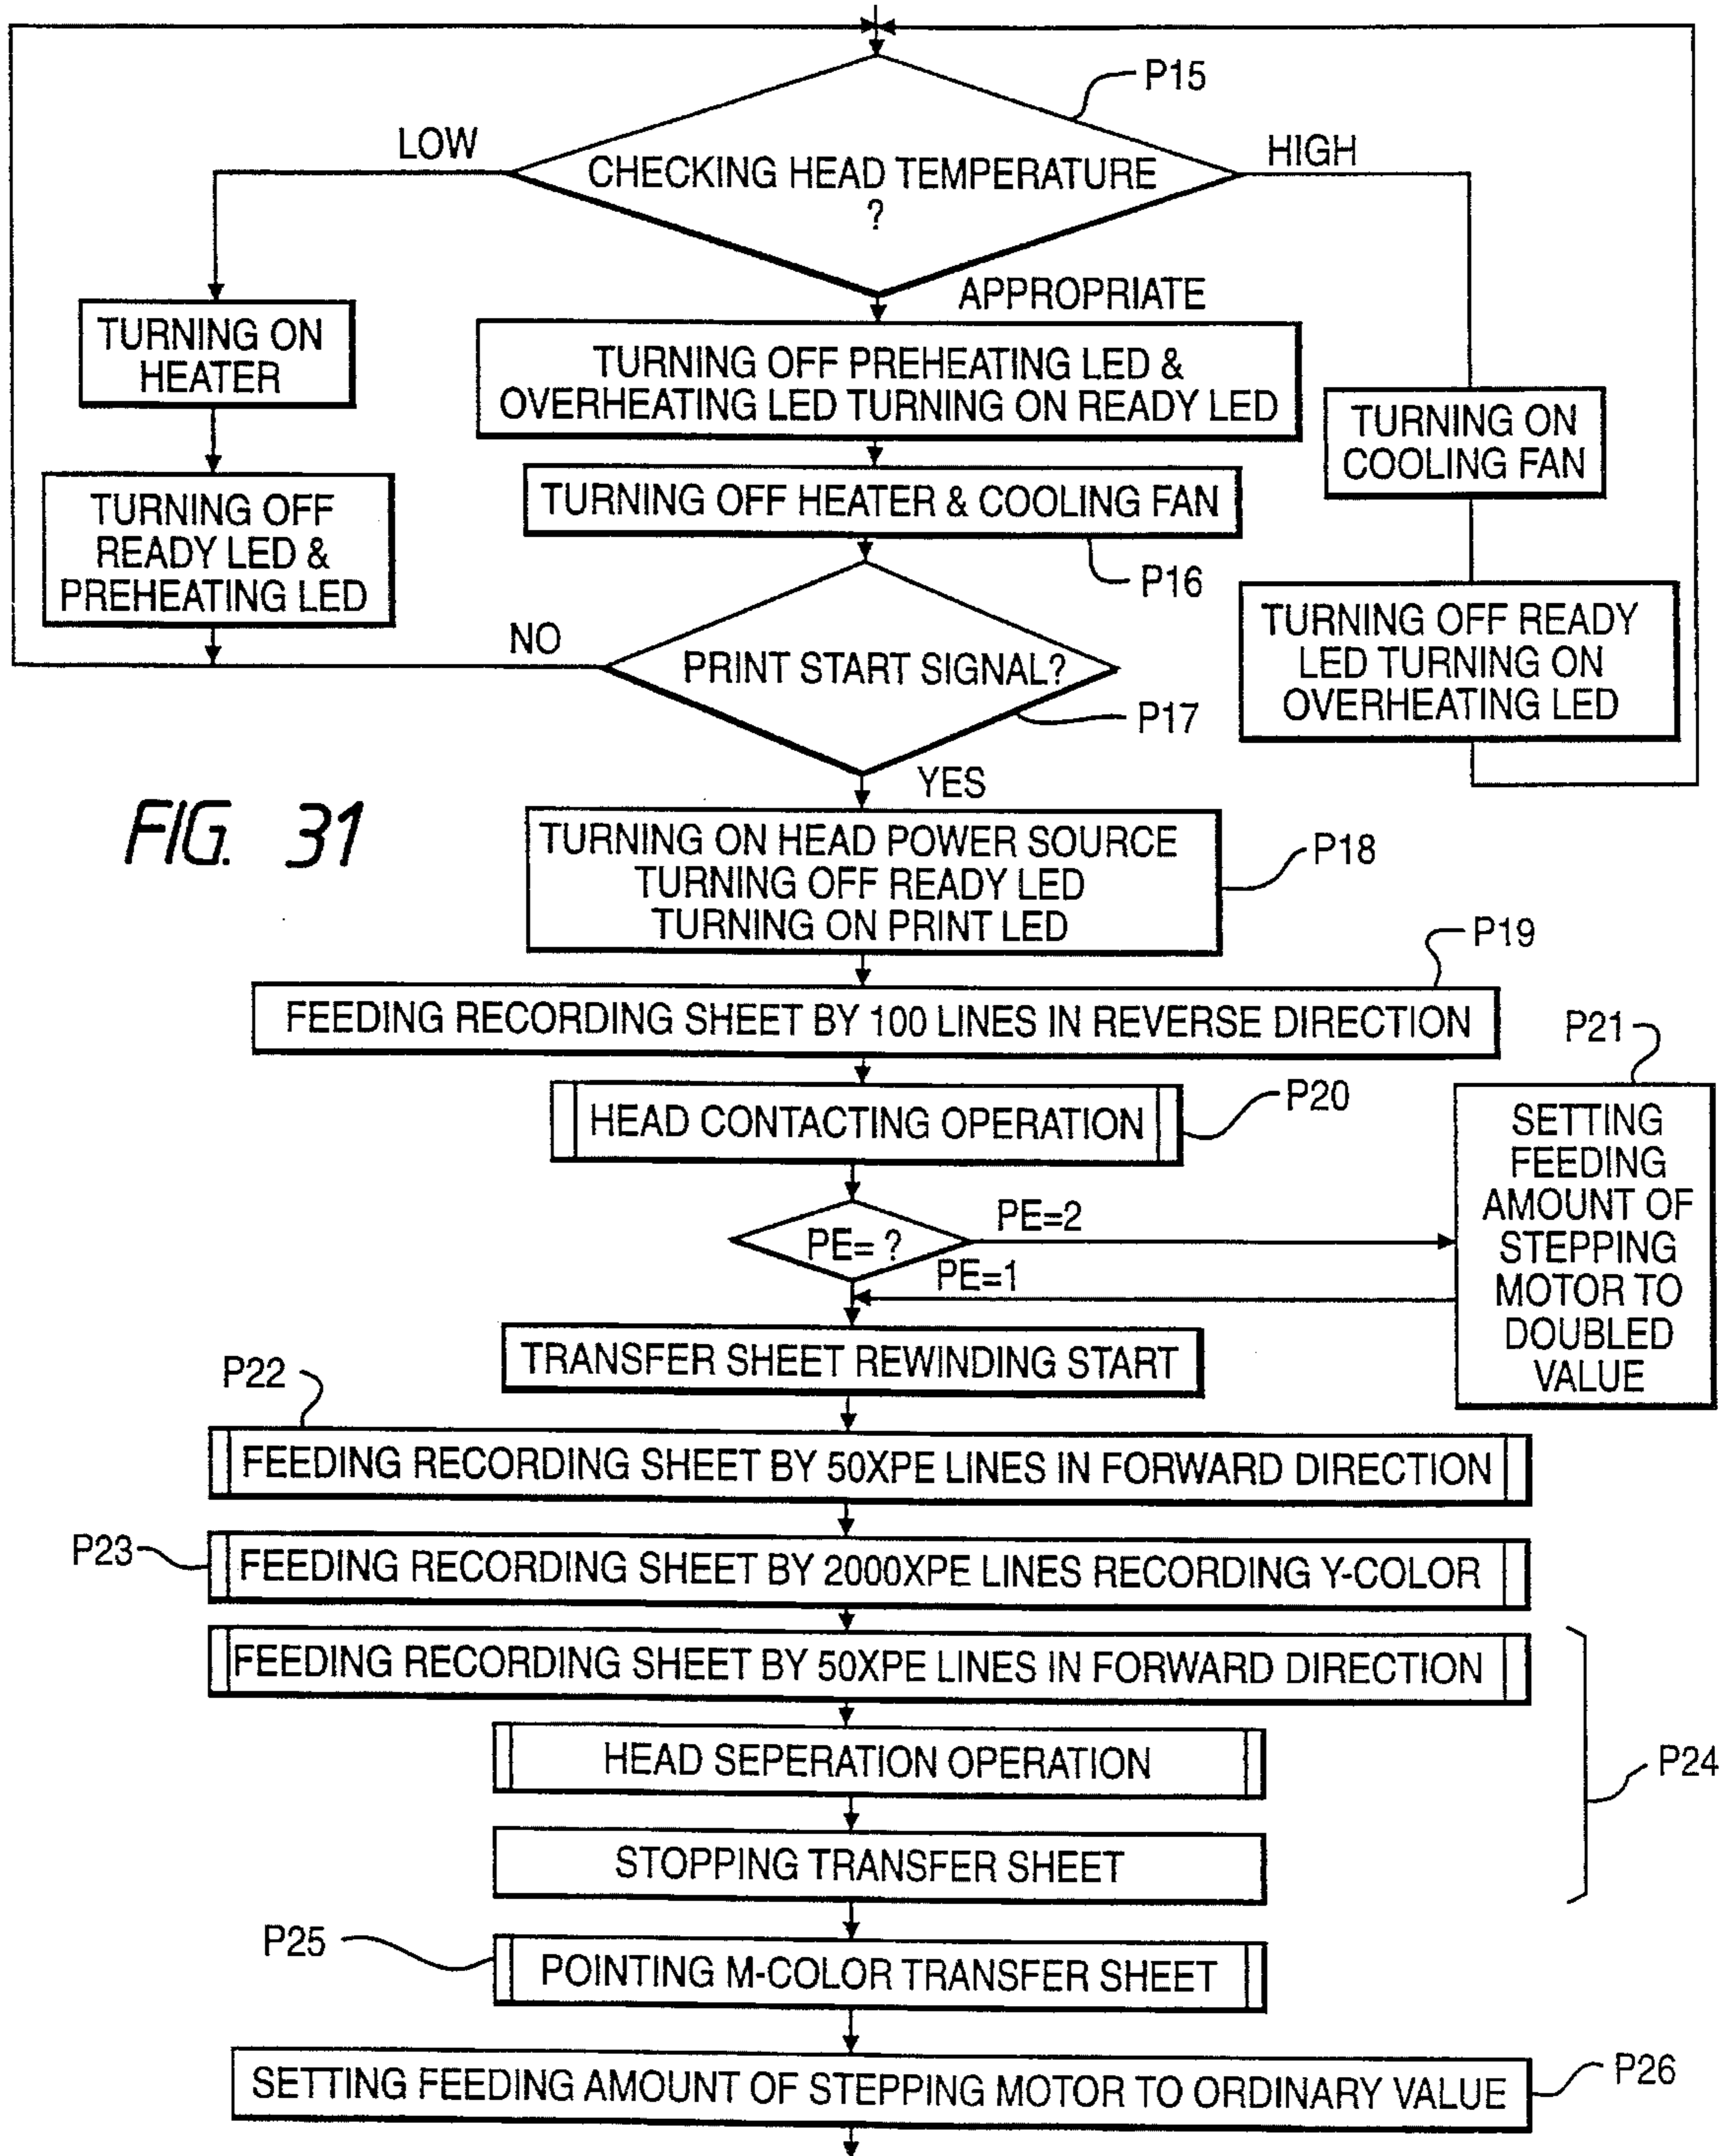 P15
LOW
HIGH
CHECKING HEAD TEMPERATURE
?
APPROPRIATE
TURNING ON
HEATER
TURNING OFF
READY LED &
PREHEATING LED
TURNING OFF PREHEATING LED &
OVERHEATING LED TURNING ON READY LED
TURNING OFF HEATER & COOLING FAN
P16
TURNING ON
COOLING FAN
TURNING OFF READY
LED TURNING ON
OVERHEATING LED
NO
PRINT START SIGNAL?
P17
YES
FIG. 31
TURNING ON HEAD POWER SOURCE
TURNING OFF READY LED
TURNING ON PRINT LED
P18
P19
FEEDING RECORDING SHEET BY 100 LINES IN REVERSE DIRECTION
HEAD CONTACTING OPERATION
P20
P21
SETTING
FEEDING
AMOUNT OF
STEPPING
MOTOR TO
DOUBLED
VALUE
PE= ?
PE=2
PE=1
TRANSFER SHEET REWINDING START
P22
FEEDING RECORDING SHEET BY 50XPE LINES IN FORWARD DIRECTION
P23
FEEDING RECORDING SHEET BY 2000XPE LINES RECORDING Y-COLOR
FEEDING RECORDING SHEET BY 50XPE LINES IN FORWARD DIRECTION
HEAD SEPERATION OPERATION
P24
STOPPING TRANSFER SHEET
P25
POINTING M-COLOR TRANSFER SHEET
SETTING FEEDING AMOUNT OF STEPPING MOTOR TO ORDINARY VALUE
P26